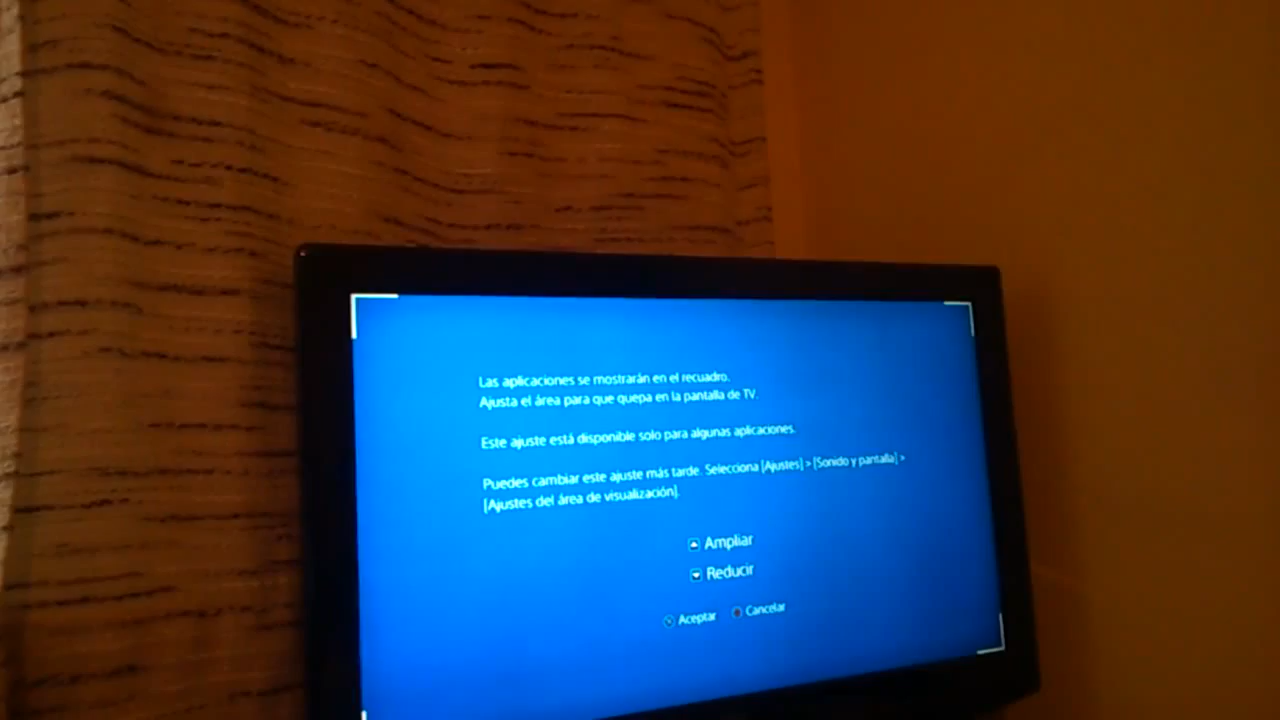 Las aplicaciones se mostrarán en el recuadro.
Ajusta el área para que quepa en la pantalla de TV.
Este ajuste está disponible solo para algunas aplicaciones.
Puedes cambiar este ajuste más tarde. Selecciona [Ajustes] > [Sonido y pantalla] >
[Ajustes del área de visualización].
Ampliar
Reducir
Aceptar Cancelar